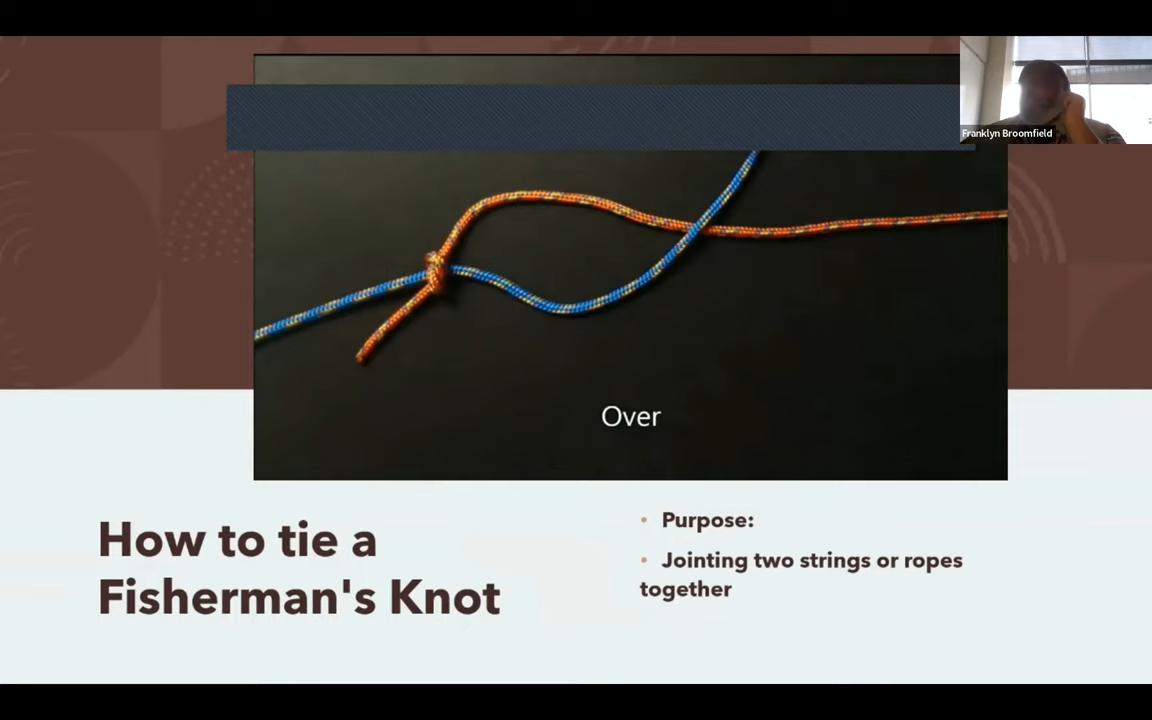 Franklyn Broomfield
Over
How to tie a
Fisherman's Knot
• Purpose:
• Jointing two strings or ropes
together